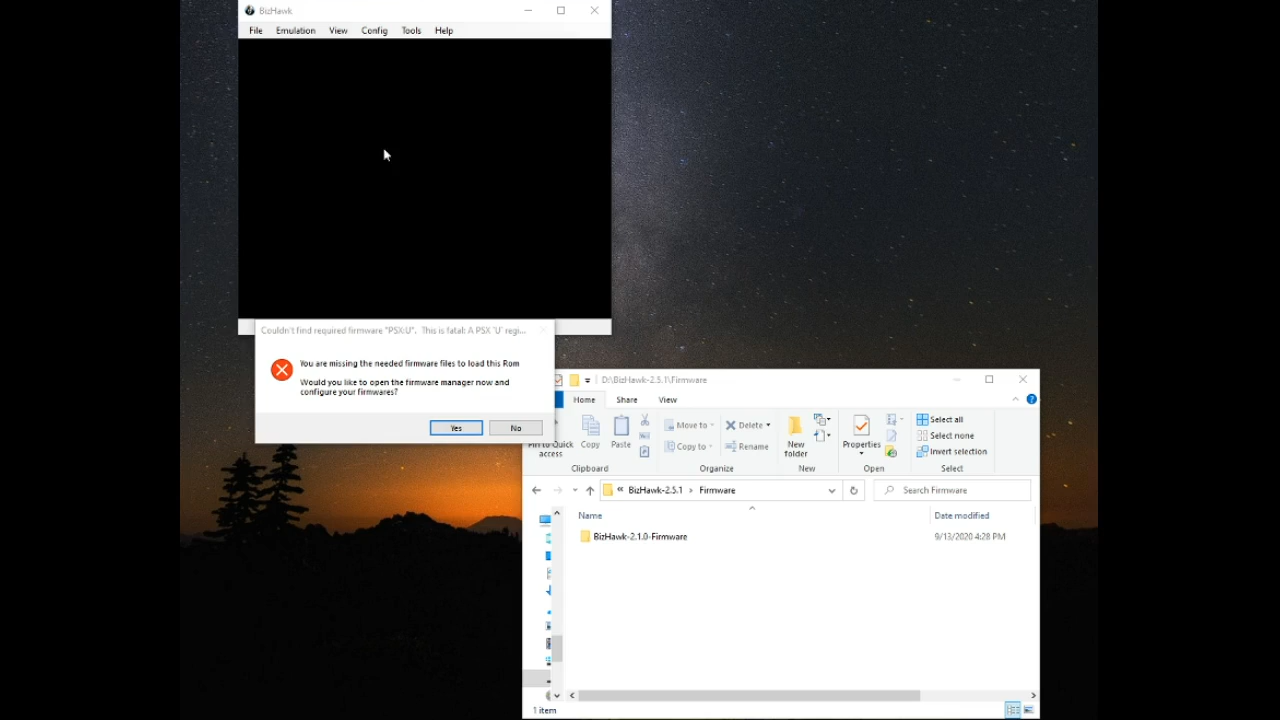 BizHawk
File Emulation View Config Tools Help
Couldn't find required firmware "PSX:U". This is fatal: A PSX 'U' regi...
You are missing the needed firmware files to load this Rom
Would you like to open the firmware manager now and
configure your firmwares?
Yes No
D:\BizHawk-2.5.1\Firmware
Home Share View
Pin to Quick
access
Copy
Paste
Clipboard
Move to
Copy to
Delete
Rename
Organize
New
folder
New
Properties
Open
Select all
Select none
Invert selection
Select
« BizHawk-2.5.1 › Firmware
Search Firmware
Name Date modified
BizHawk-2.1.0-Firmware 9/13/2020 4:28 PM
1 item